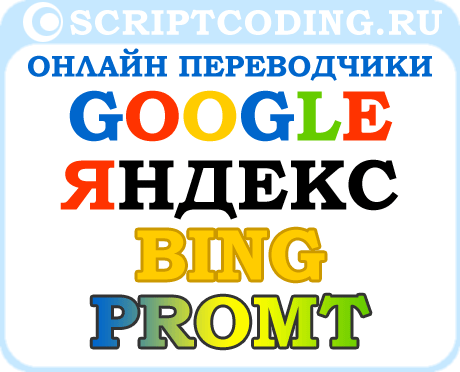 SCRIPTCODING.RU
ОНЛАЙН ПЕРЕВОДЧИКИ
GOOGLE
ЯНДЕКС
BING
PROMT